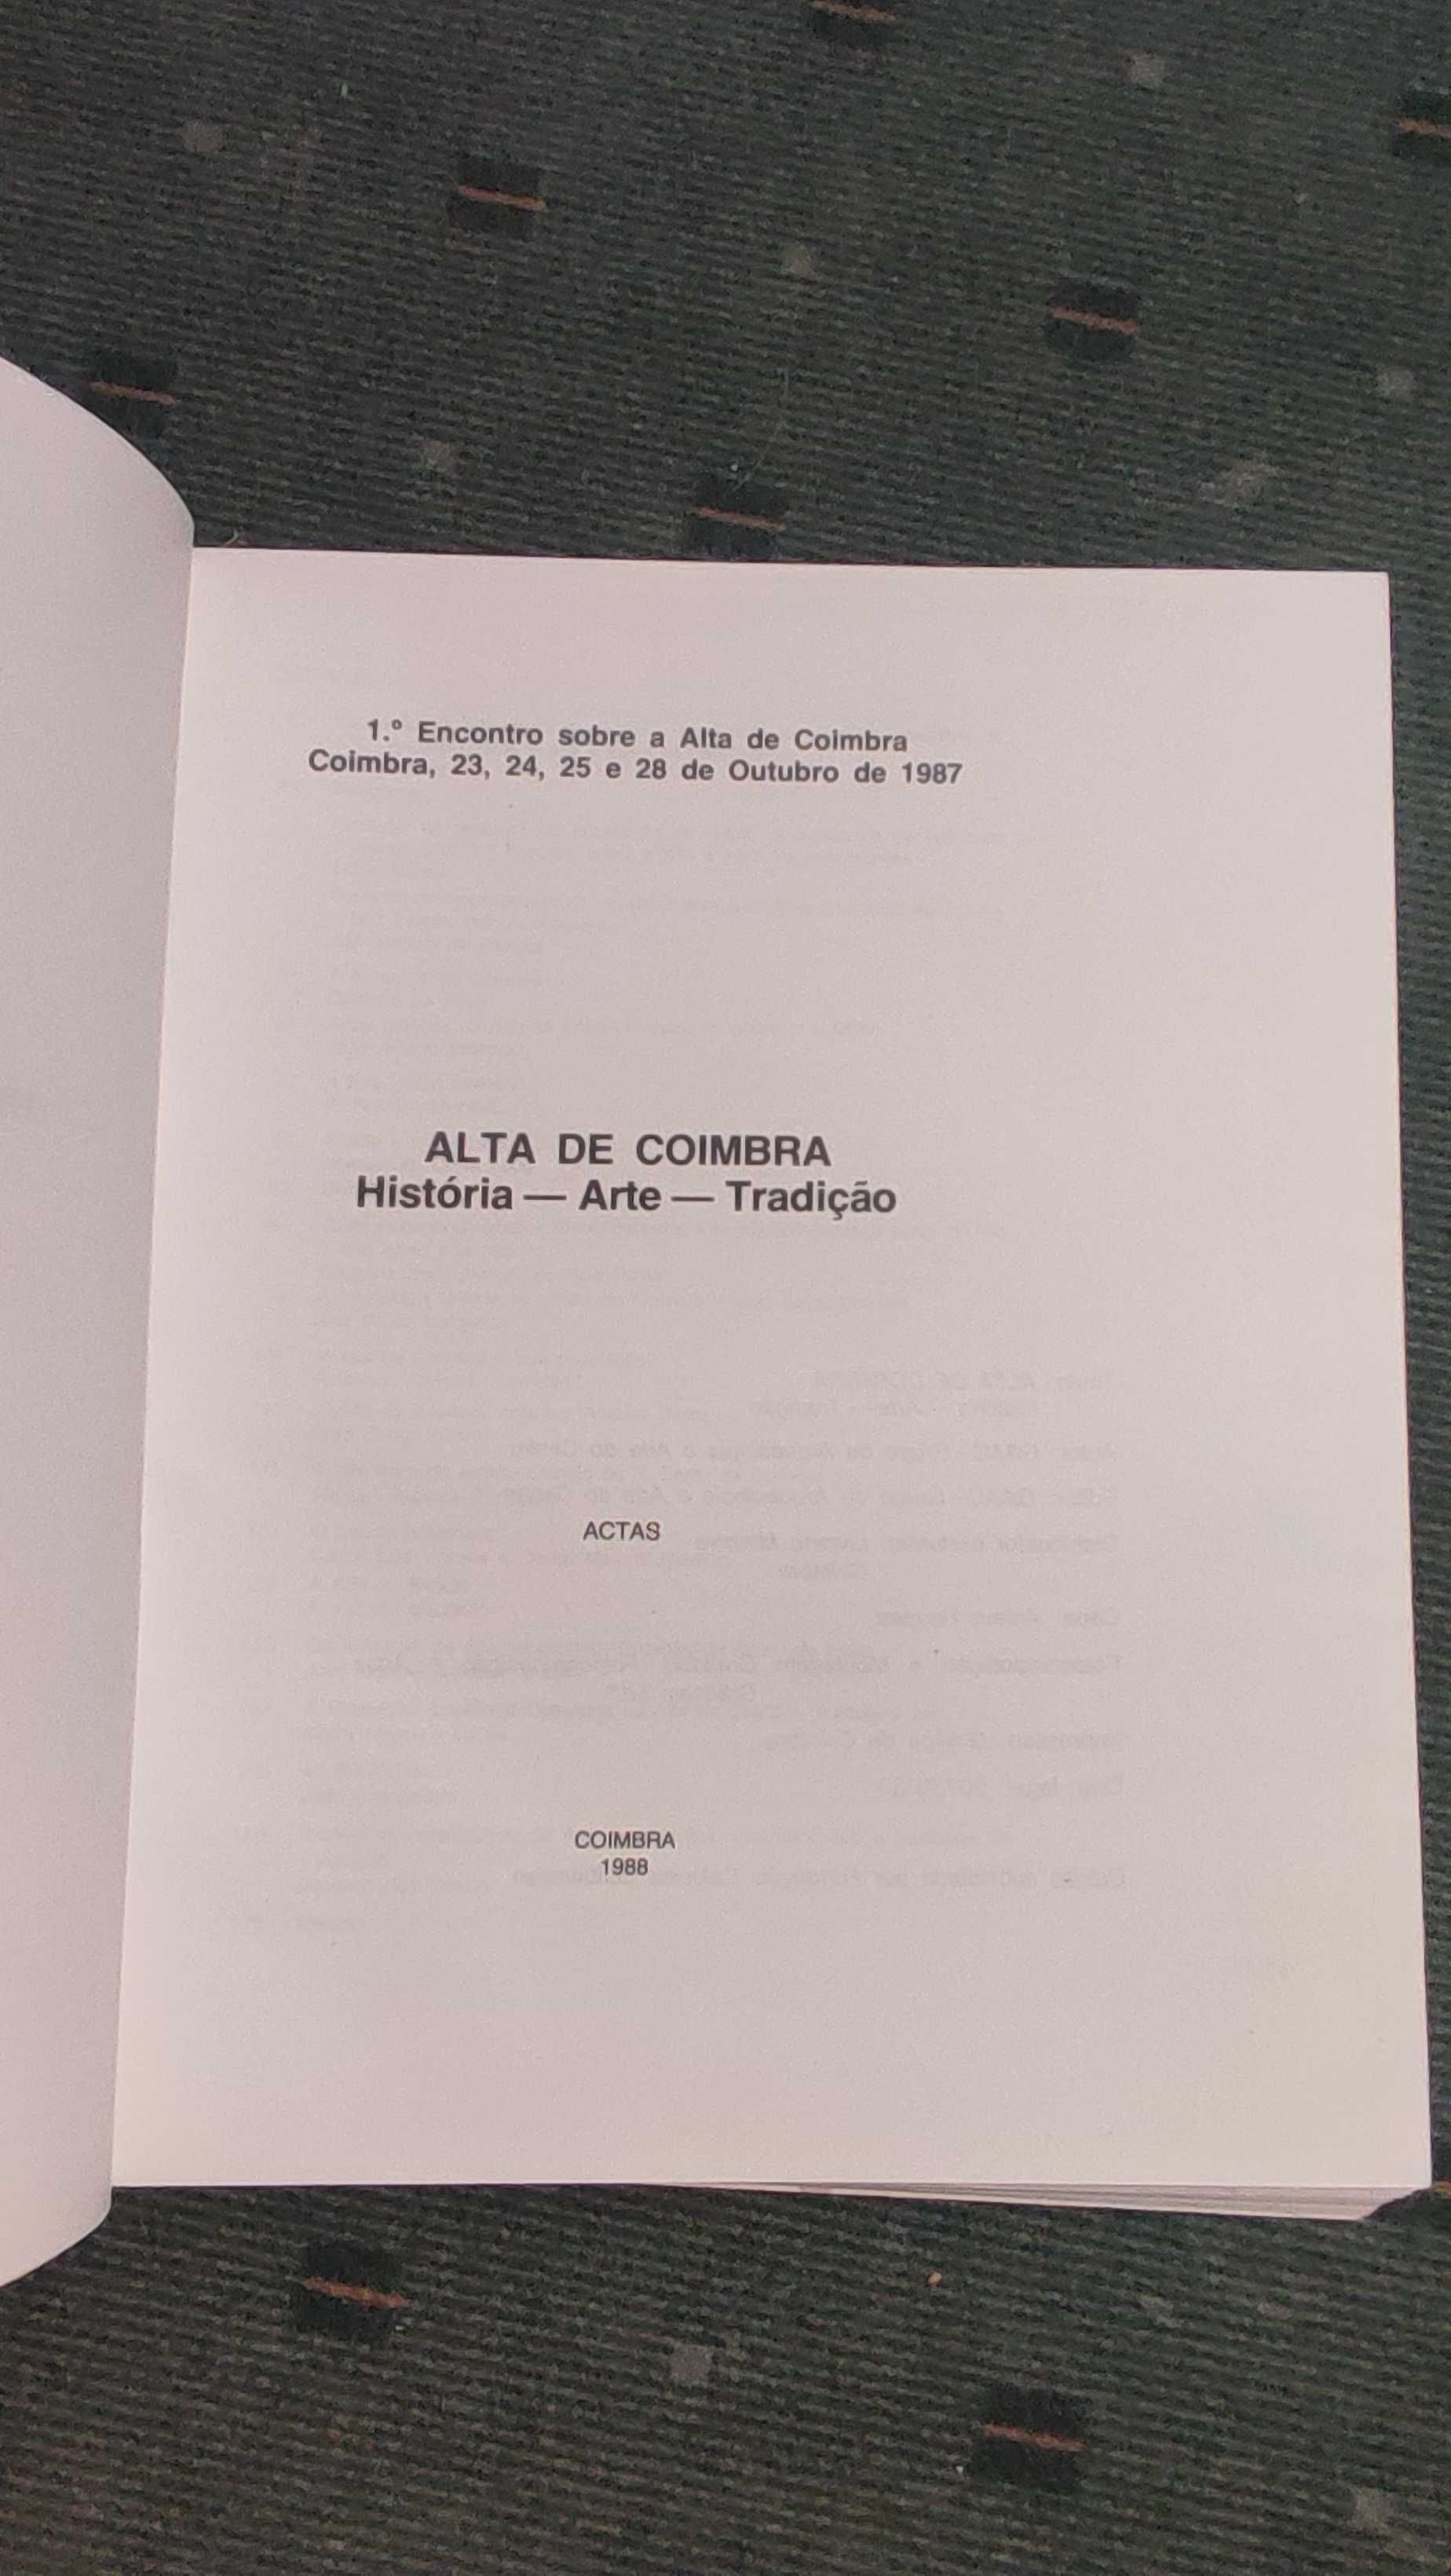 1.º Encontro sobre a Alta de Coimbra
Coimbra, 23, 24, 25 e 28 de Outubro de 1987
ALTA DE COIMBRA
História — Arte — Tradição
ACTAS
COIMBRA
1988